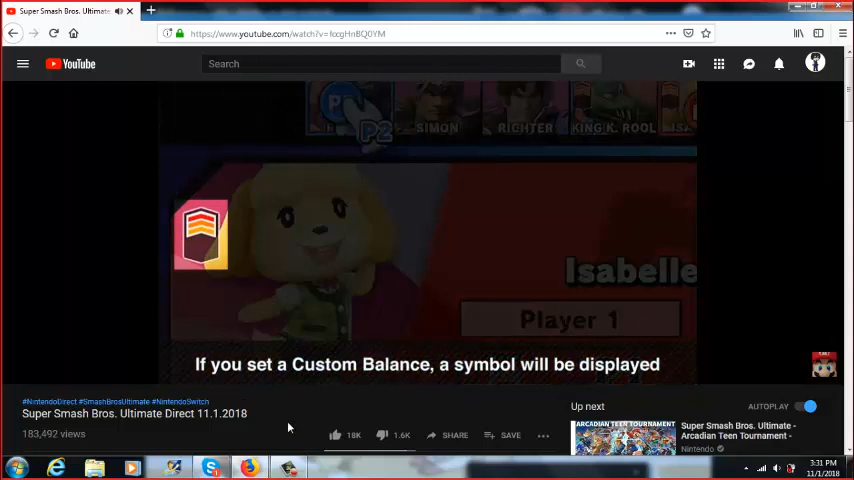 Super Smash Bros. Ultimate
https://www.youtube.com/watch?v=fccgHnBQ0YM
YouTube
Search
P2
SIMON
RICHTER
KING K. ROOL
Isabelle
Player 1
If you set a Custom Balance, a symbol will be displayed
#NintendoDirect #SmashBrosUltimate #NintendoSwitch
Super Smash Bros. Ultimate Direct 11.1.2018
183,492 views
18K
1.6K
SHARE
SAVE
Up next
AUTOPLAY
ARCADIAN TEEN TOURNAMENT
Super Smash Bros. Ultimate -
Arcadian Teen Tournament -
Nintendo
3:31 PM
11/1/2018